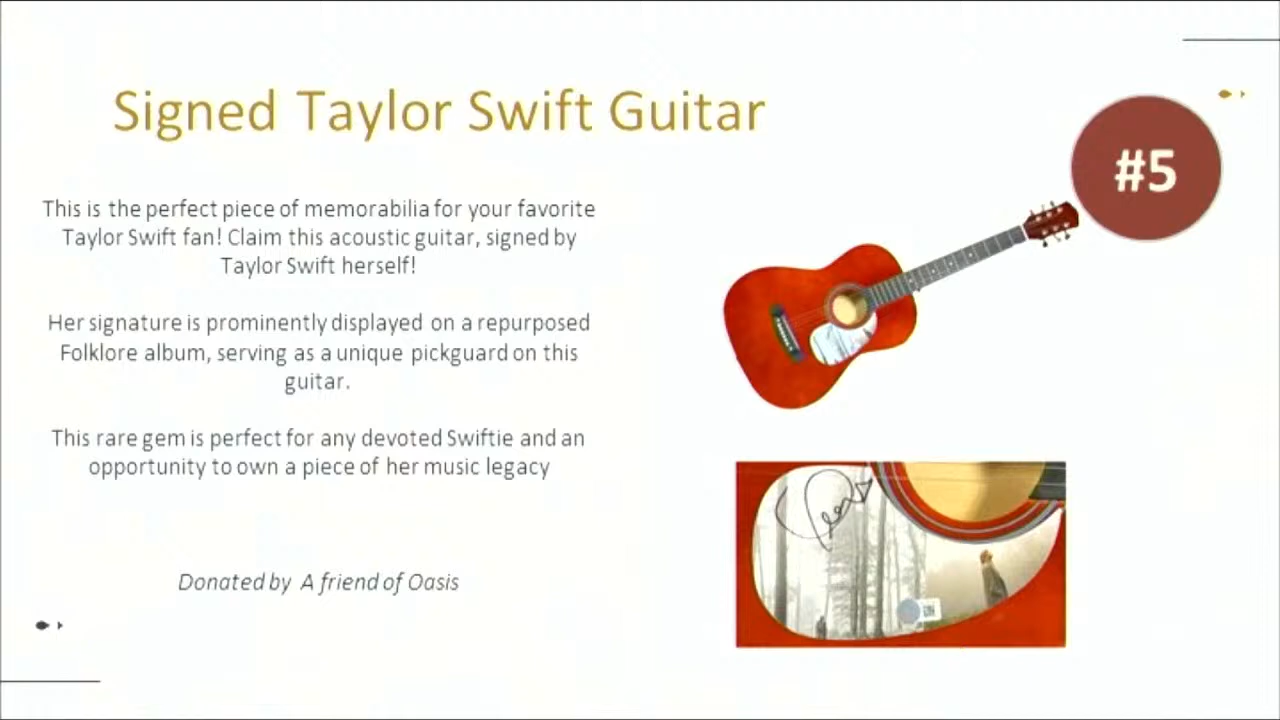 Signed Taylor Swift Guitar
#5
This is the perfect piece of memorabilia for your favorite
Taylor Swift fan! Claim this acoustic guitar, signed by
Taylor Swift herself!
Her signature is prominently displayed on a repurposed
Folklore album, serving as a unique pickguard on this
guitar.
This rare gem is perfect for any devoted Swiftie and an
opportunity to own a piece of her music legacy
Donated by A friend of Oasis